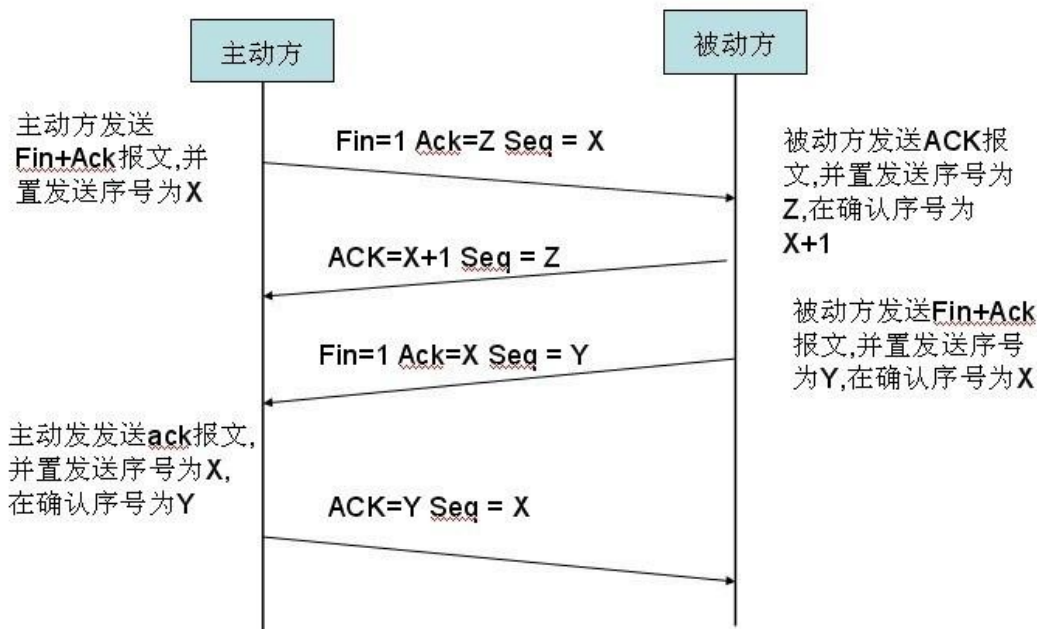 主动方
被动方
主动方发送
Fin+Ack报文,并
置发送序号为X
Fin=1 Ack=Z Seq = X
被动方发送ACK报
文,并置发送序号为
Z,在确认序号为
X+1
ACK=X+1 Seq = Z
被动方发送Fin+Ack
报文,并置发送序号
为Y,在确认序号为X
Fin=1 Ack=X Seq = Y
主动发发送ack报文,
并置发送序号为X,
在确认序号为Y
ACK=Y Seq = X